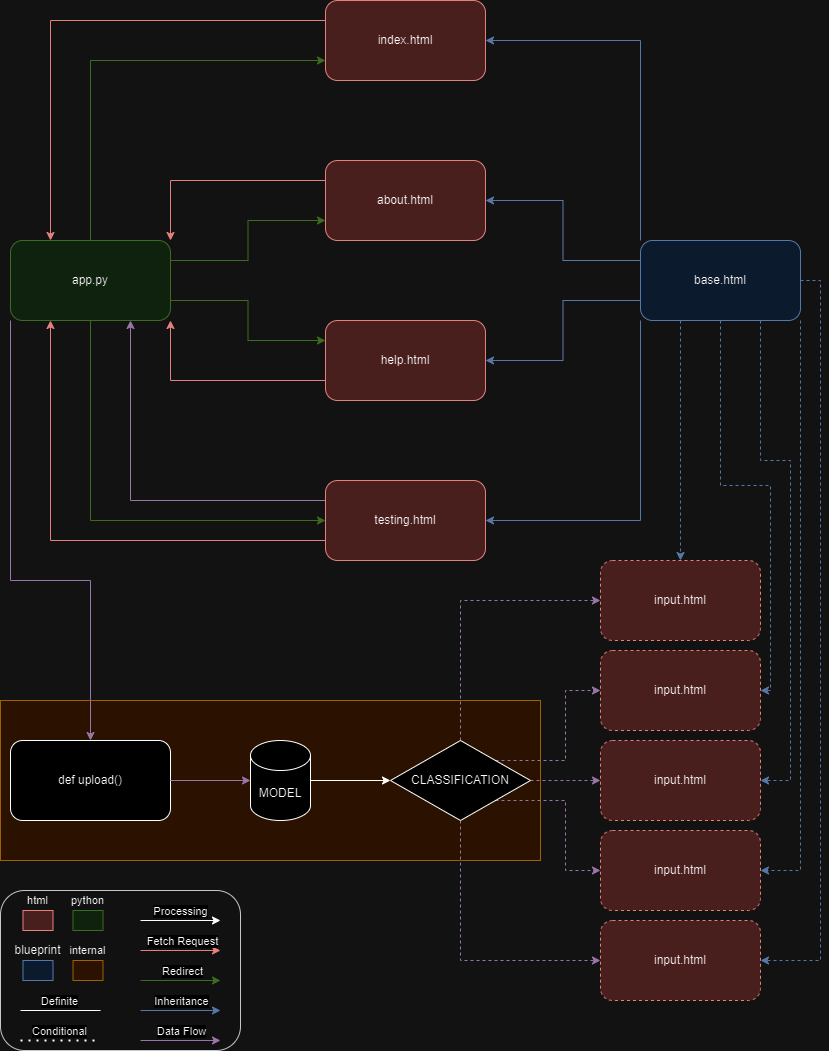 index.html
about.html
app.py
base.html
help.html
testing.html
input.html
input.html
def upload()
MODEL
CLASSIFICATION
input.html
input.html
input.html
html
python
blueprint
internal
Definite
Conditional
Processing
Fetch Request
Redirect
Inheritance
Data Flow